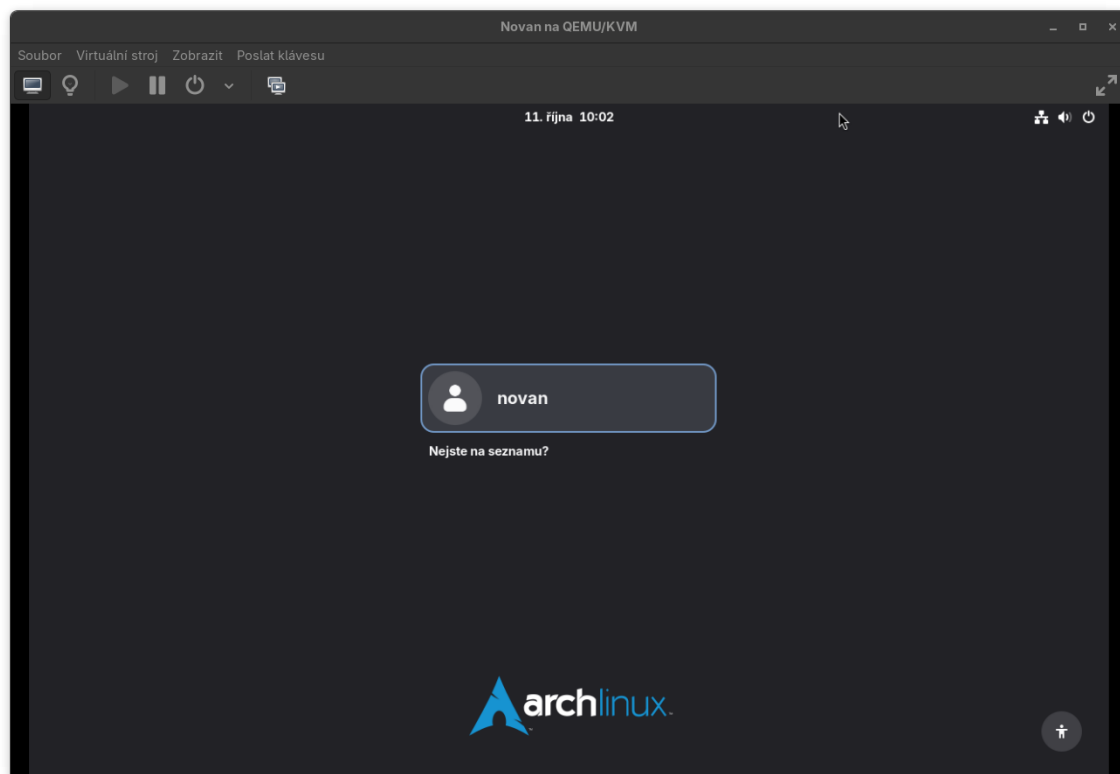 Novan na QEMU/KVM
Soubor Virtuální stroj Zobrazit Poslat klávesu
11. října 10:02
novan
Nejste na seznamu?
archlinux